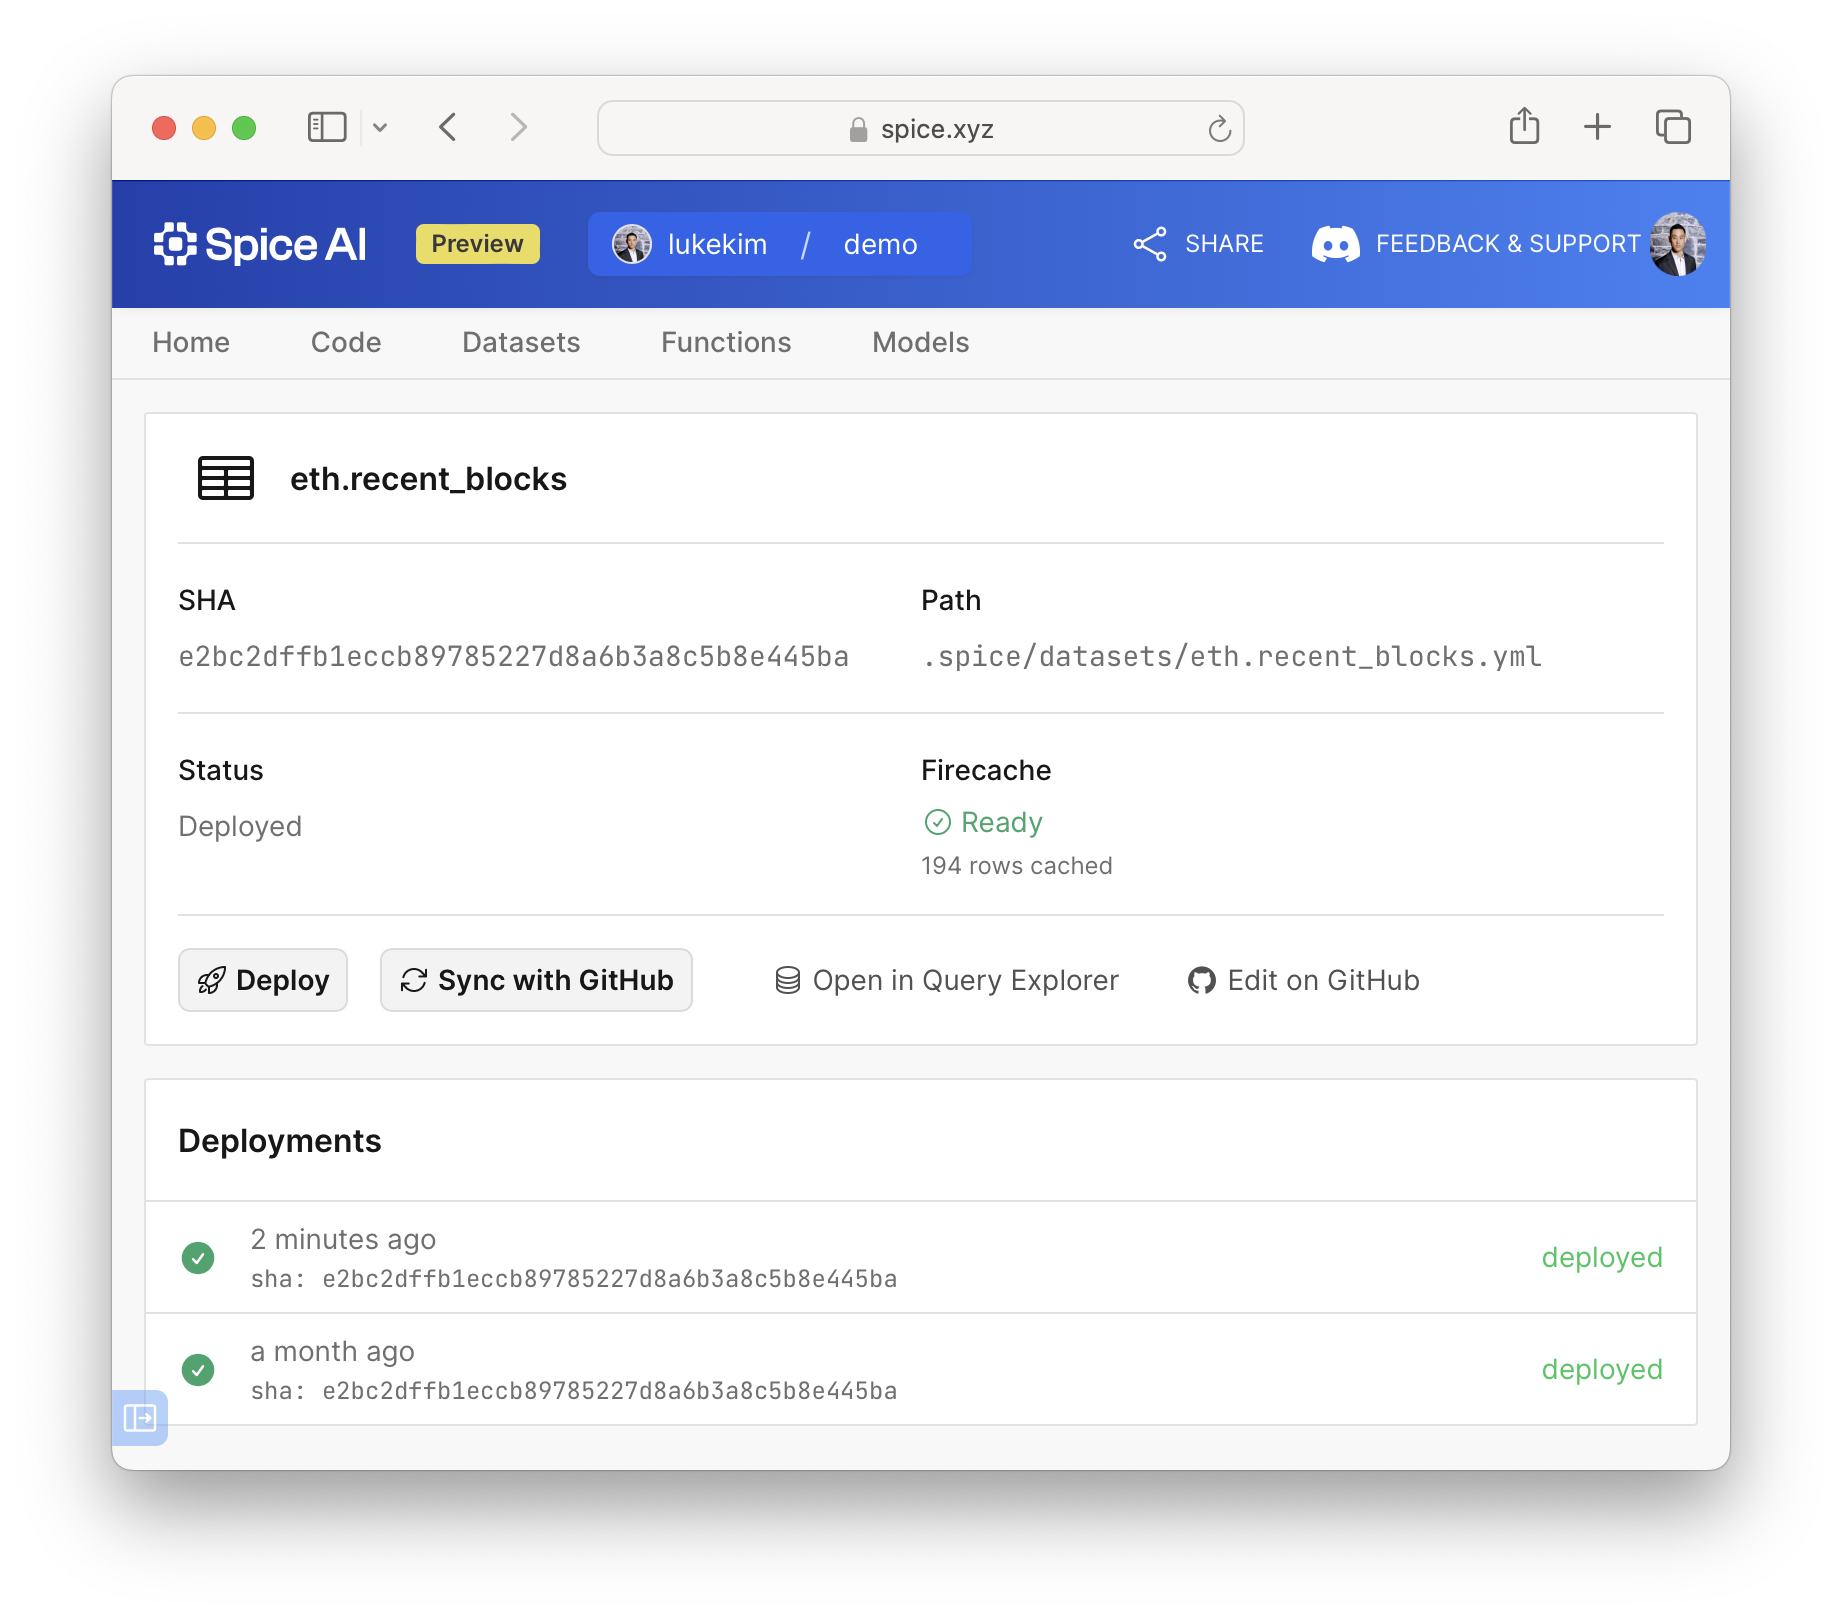 spice.xyz
Spice AI
Preview
lukekim / demo
SHARE
FEEDBACK & SUPPORT
Home Code Datasets Functions Models
eth.recent_blocks
SHA
e2bc2dffb1eccb89785227d8a6b3a8c5b8e445ba
Path
.spice/datasets/eth.recent_blocks.yml
Status
Deployed
Firecache
Ready
194 rows cached
Deploy
Sync with GitHub
Open in Query Explorer
Edit on GitHub
Deployments
2 minutes ago
sha: e2bc2dffb1eccb89785227d8a6b3a8c5b8e445ba
deployed
a month ago
sha: e2bc2dffb1eccb89785227d8a6b3a8c5b8e445ba
deployed